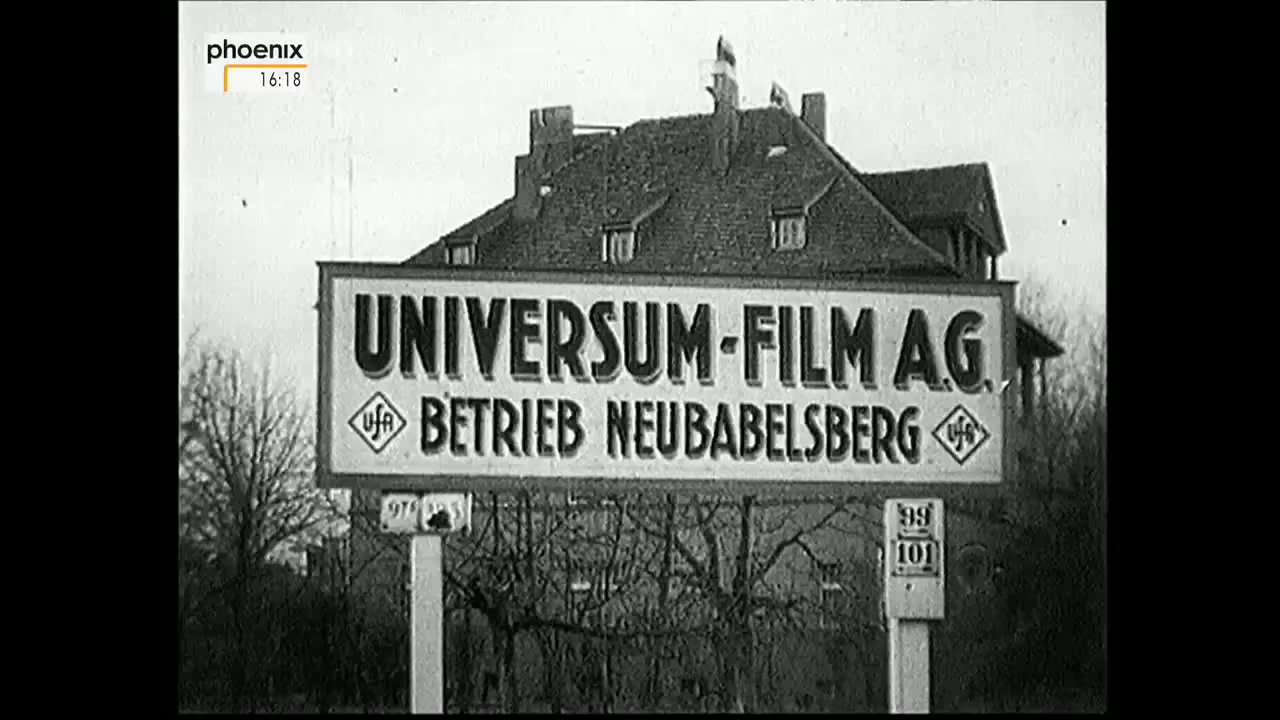 phoenix
16:18
UNIVERSUM-FILM A.G.
UFA BETRIEB NEUBABELSBERG UFA
99
101